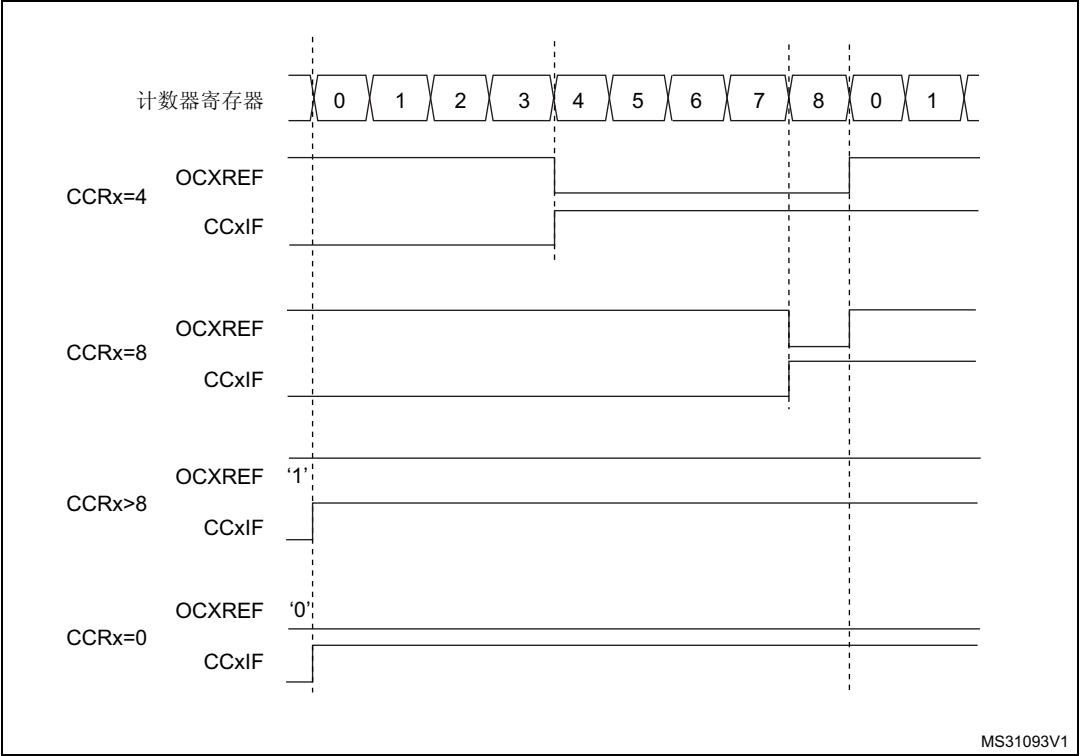 计数器寄存器 0 1 2 3 4 5 6 7 8 0 1
OCXREF
CCRx=4
CCxIF
OCXREF
CCRx=8
CCxIF
OCXREF ‘1’
CCRx>8
CCxIF
OCXREF ‘0’
CCRx=0
CCxIF
MS31093V1